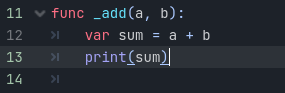 11 func _add(a, b):
12     var sum = a + b
13     print(sum)
14